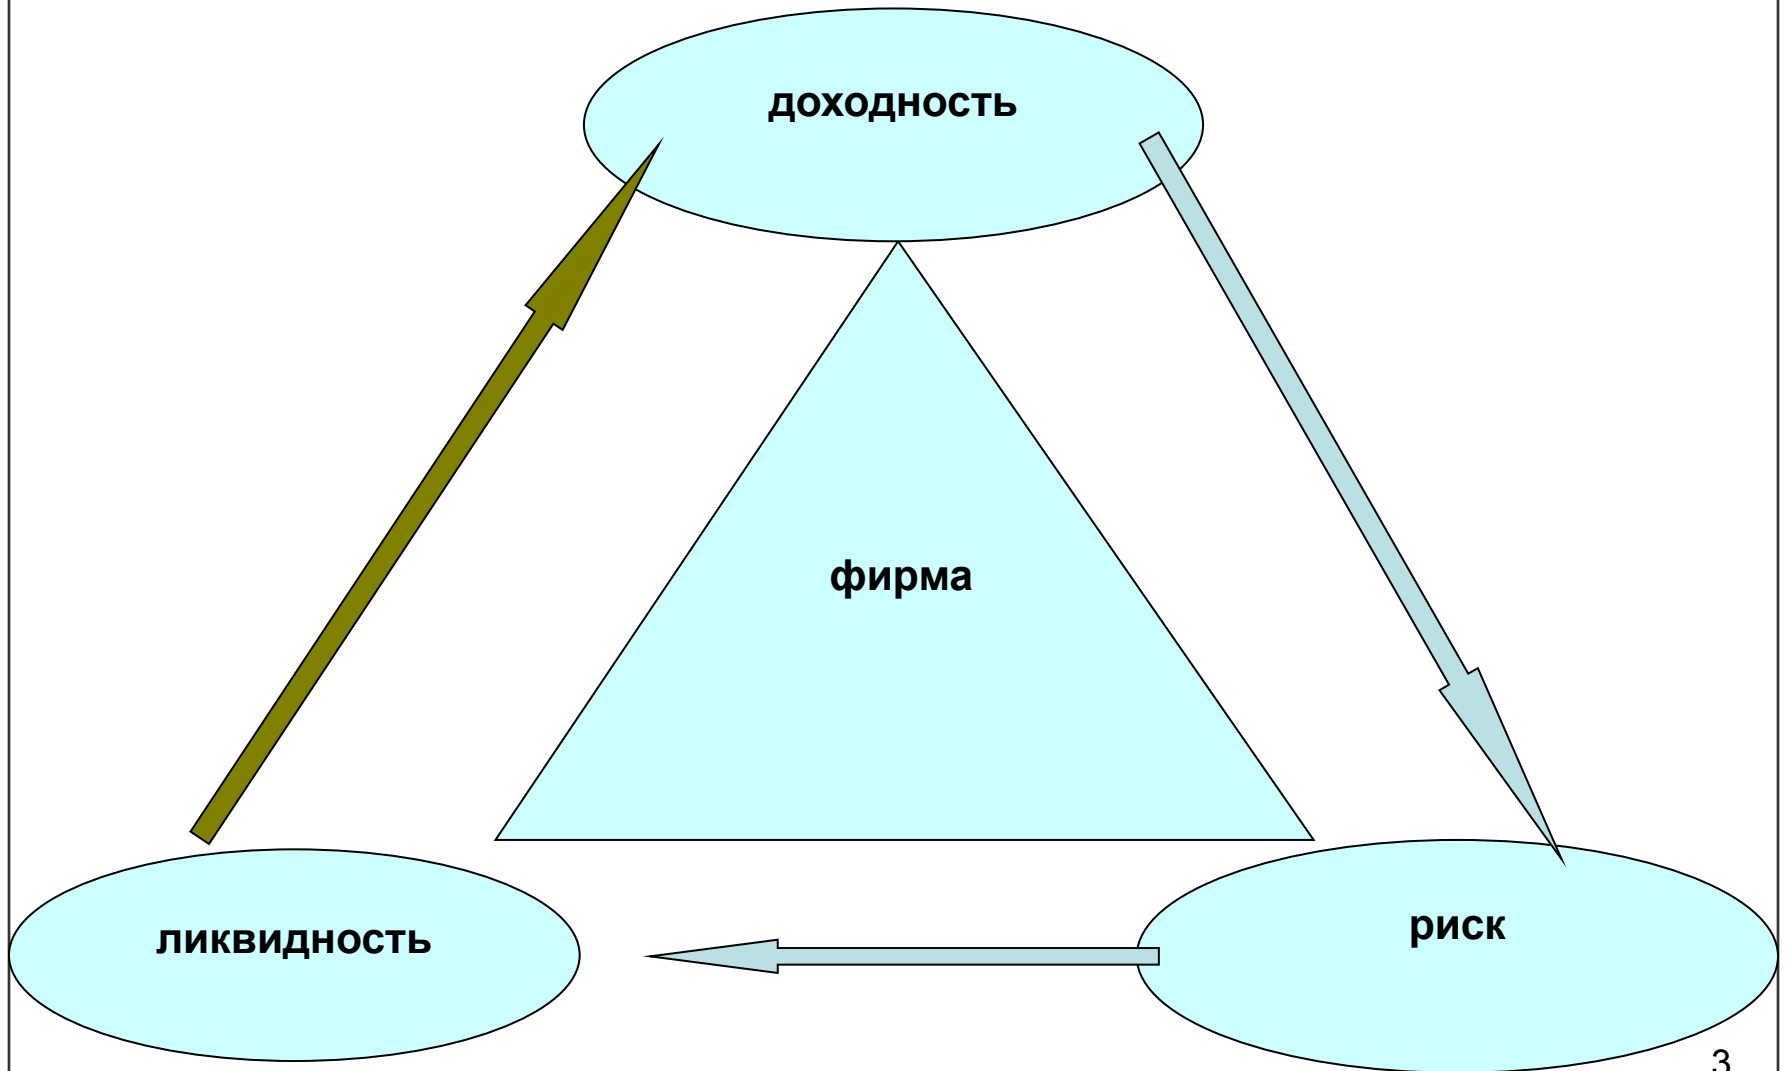 доходность
фирма
ликвидность
риск
3